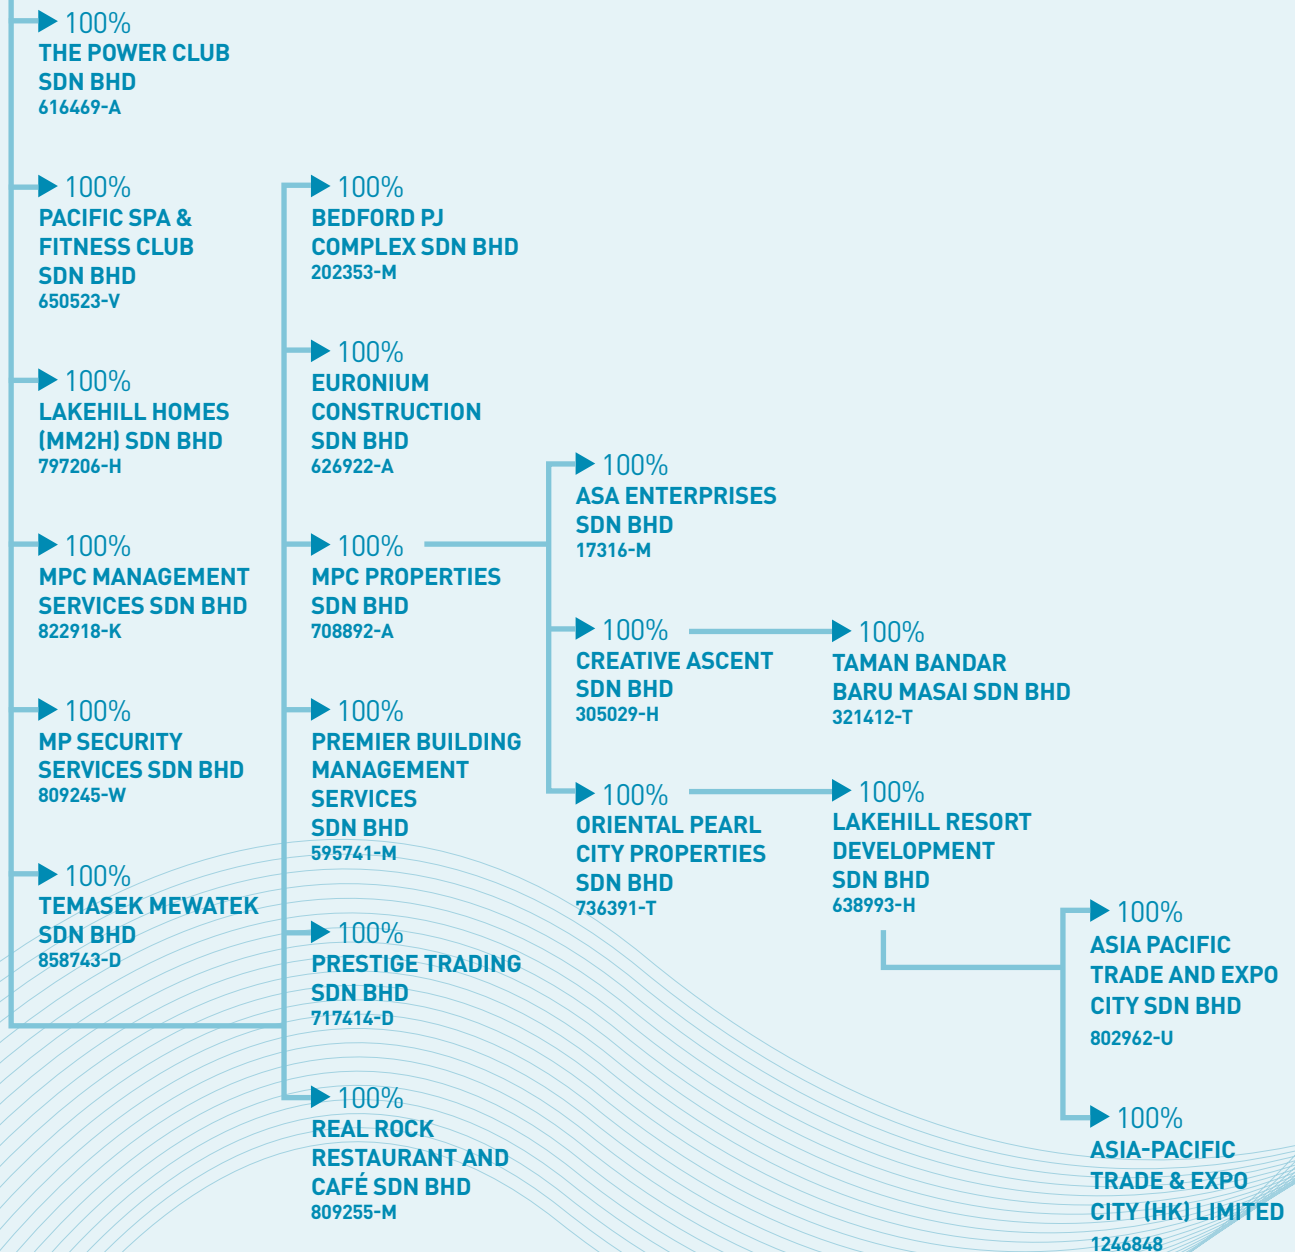 100%
THE POWER CLUB
SDN BHD
616469-A
100%
PACIFIC SPA &
FITNESS CLUB
SDN BHD
650523-V
100%
LAKEHILL HOMES
(MM2H) SDN BHD
797206-H
100%
MPC MANAGEMENT
SERVICES SDN BHD
822918-K
100%
MP SECURITY
SERVICES SDN BHD
809245-W
100%
TEMASEK MEWATEK
SDN BHD
858743-D
100%
BEDFORD PJ
COMPLEX SDN BHD
202353-M
100%
EURONIUM
CONSTRUCTION
SDN BHD
626922-A
100%
MPC PROPERTIES
SDN BHD
708892-A
100%
PREMIER BUILDING
MANAGEMENT
SERVICES
SDN BHD
595741-M
100%
PRESTIGE TRADING
SDN BHD
717414-D
100%
REAL ROCK
RESTAURANT AND
CAFÉ SDN BHD
809255-M
100%
ASA ENTERPRISES
SDN BHD
17316-M
100%
CREATIVE ASCENT
SDN BHD
305029-H
100%
ORIENTAL PEARL
CITY PROPERTIES
SDN BHD
736391-T
100%
TAMAN BANDAR
BARU MASAI SDN BHD
321412-T
100%
LAKEHILL RESORT
DEVELOPMENT
SDN BHD
638993-H
100%
ASIA PACIFIC
TRADE AND EXPO
CITY SDN BHD
802962-U
100%
ASIA-PACIFIC
TRADE & EXPO
CITY (HK) LIMITED
1246848